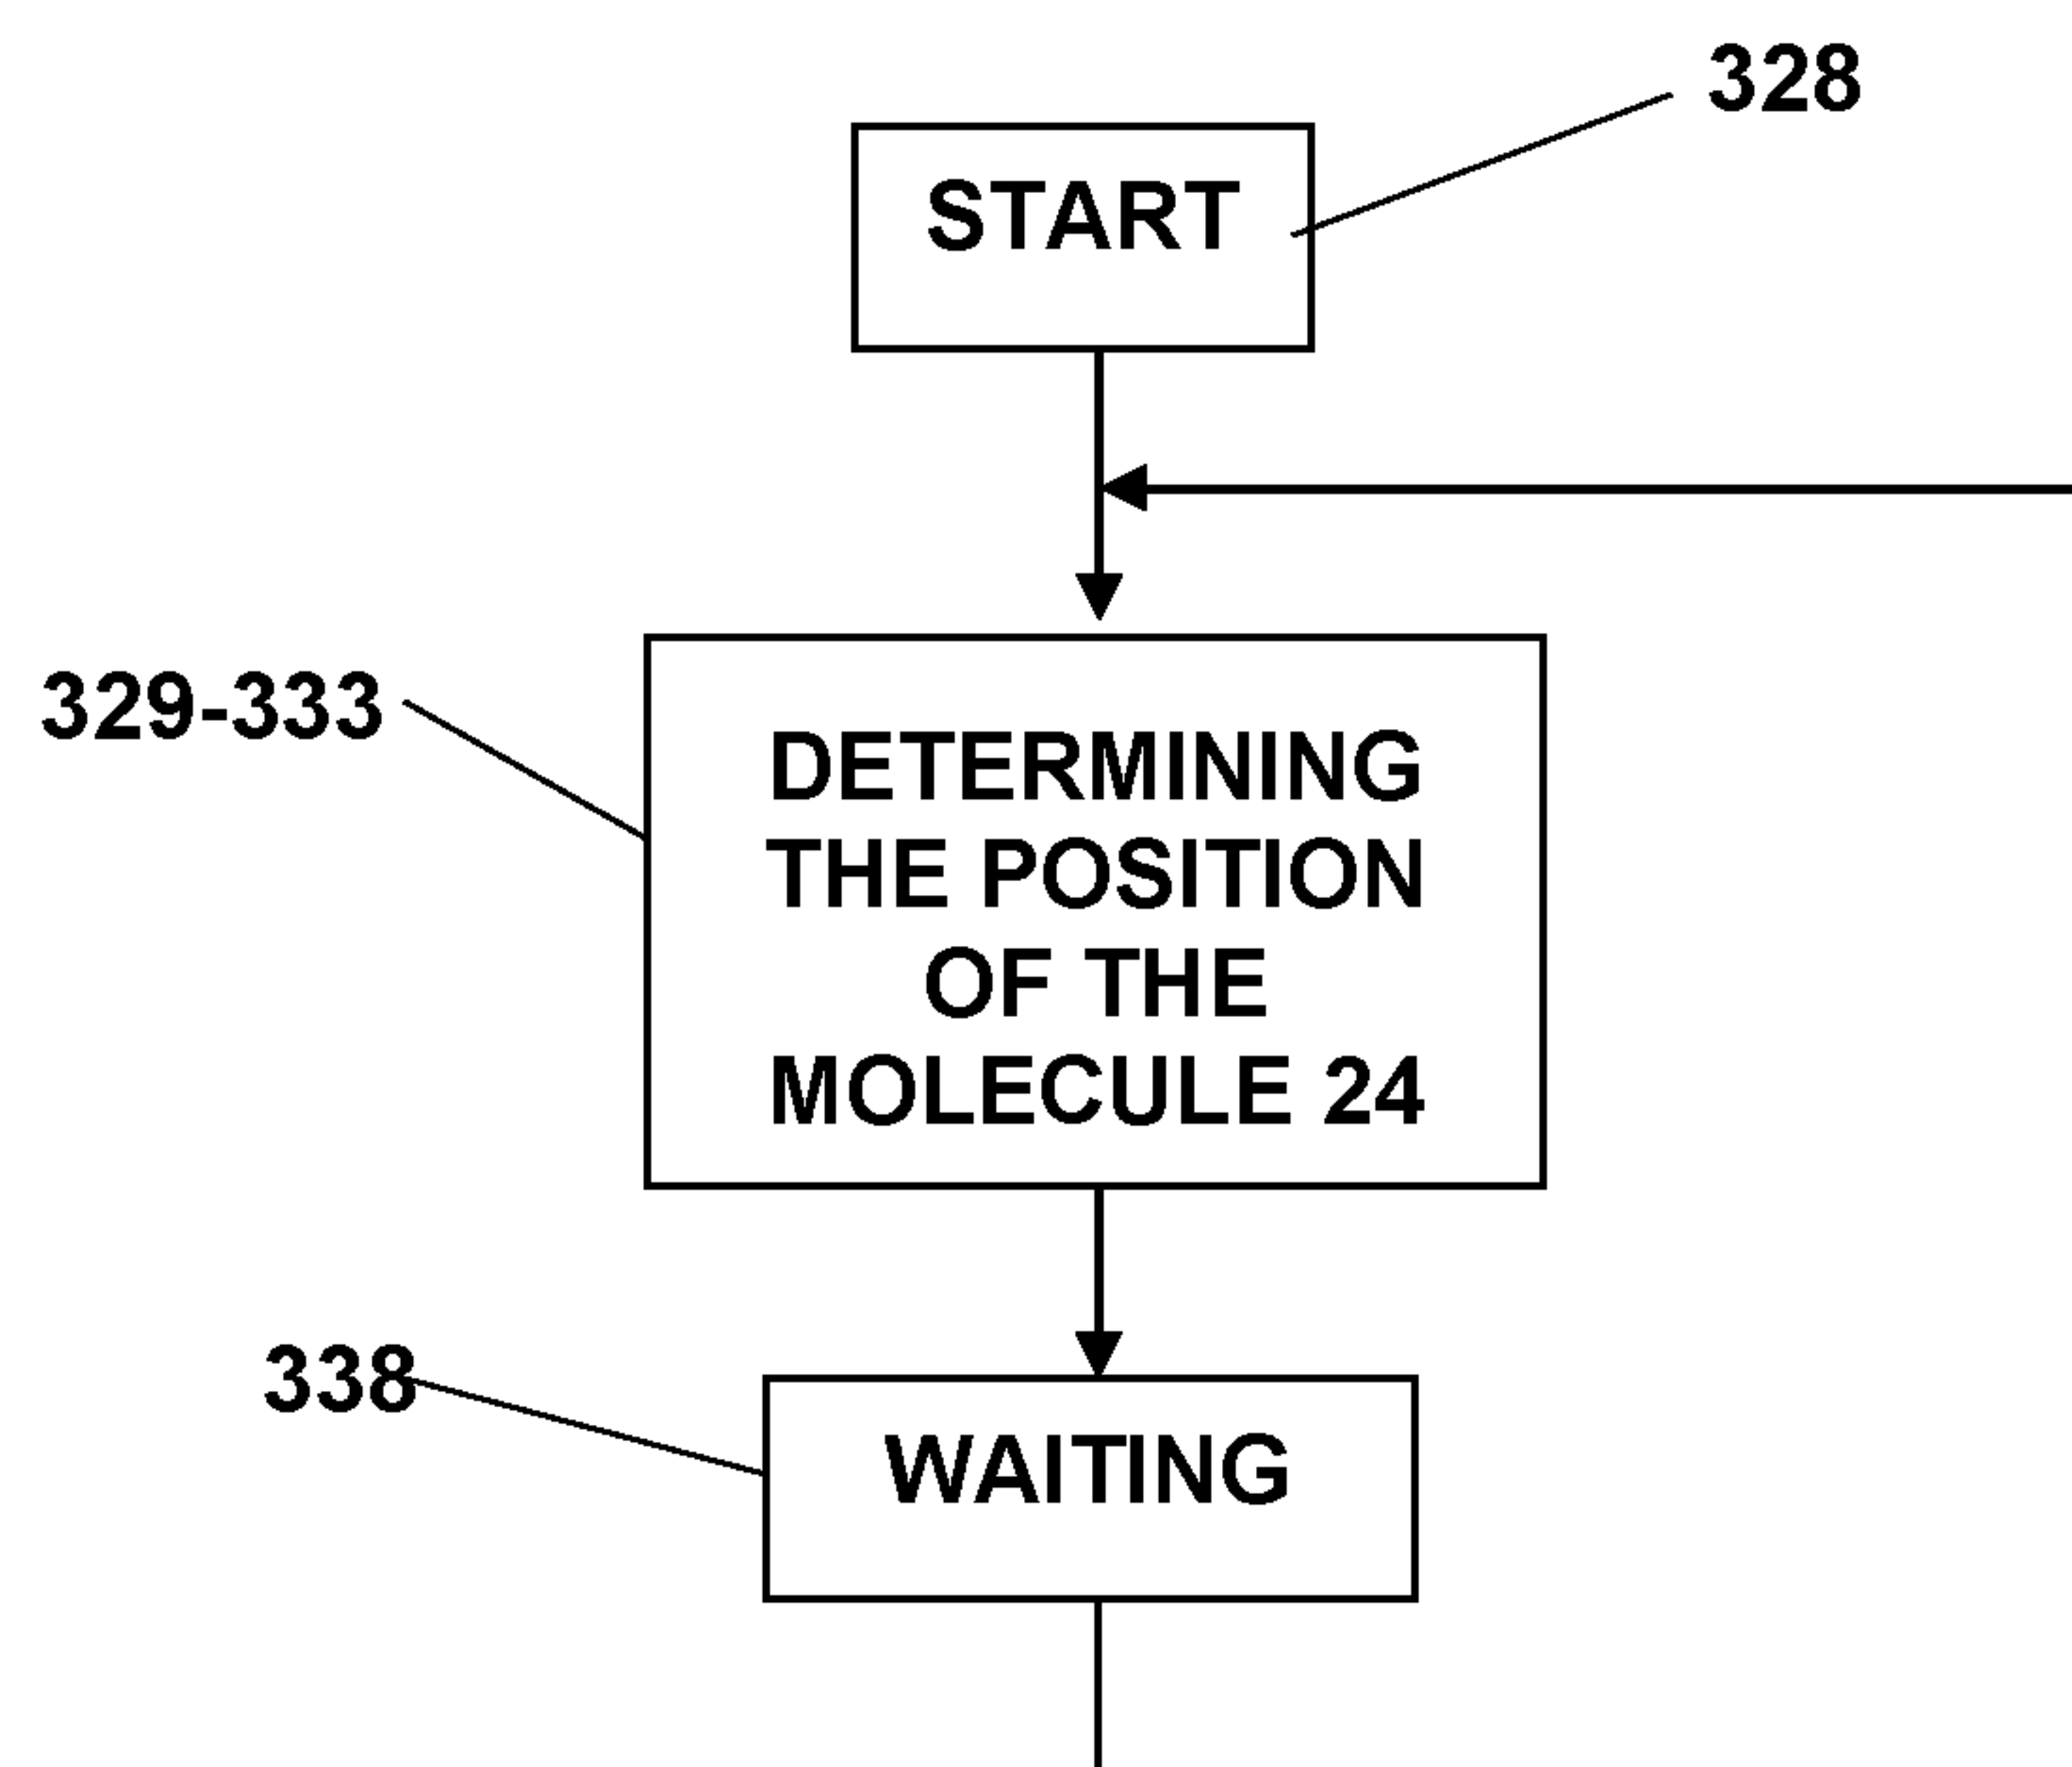 328
START
329-333
DETERMINING
THE POSITION
OF THE
MOLECULE 24
338
WAITING